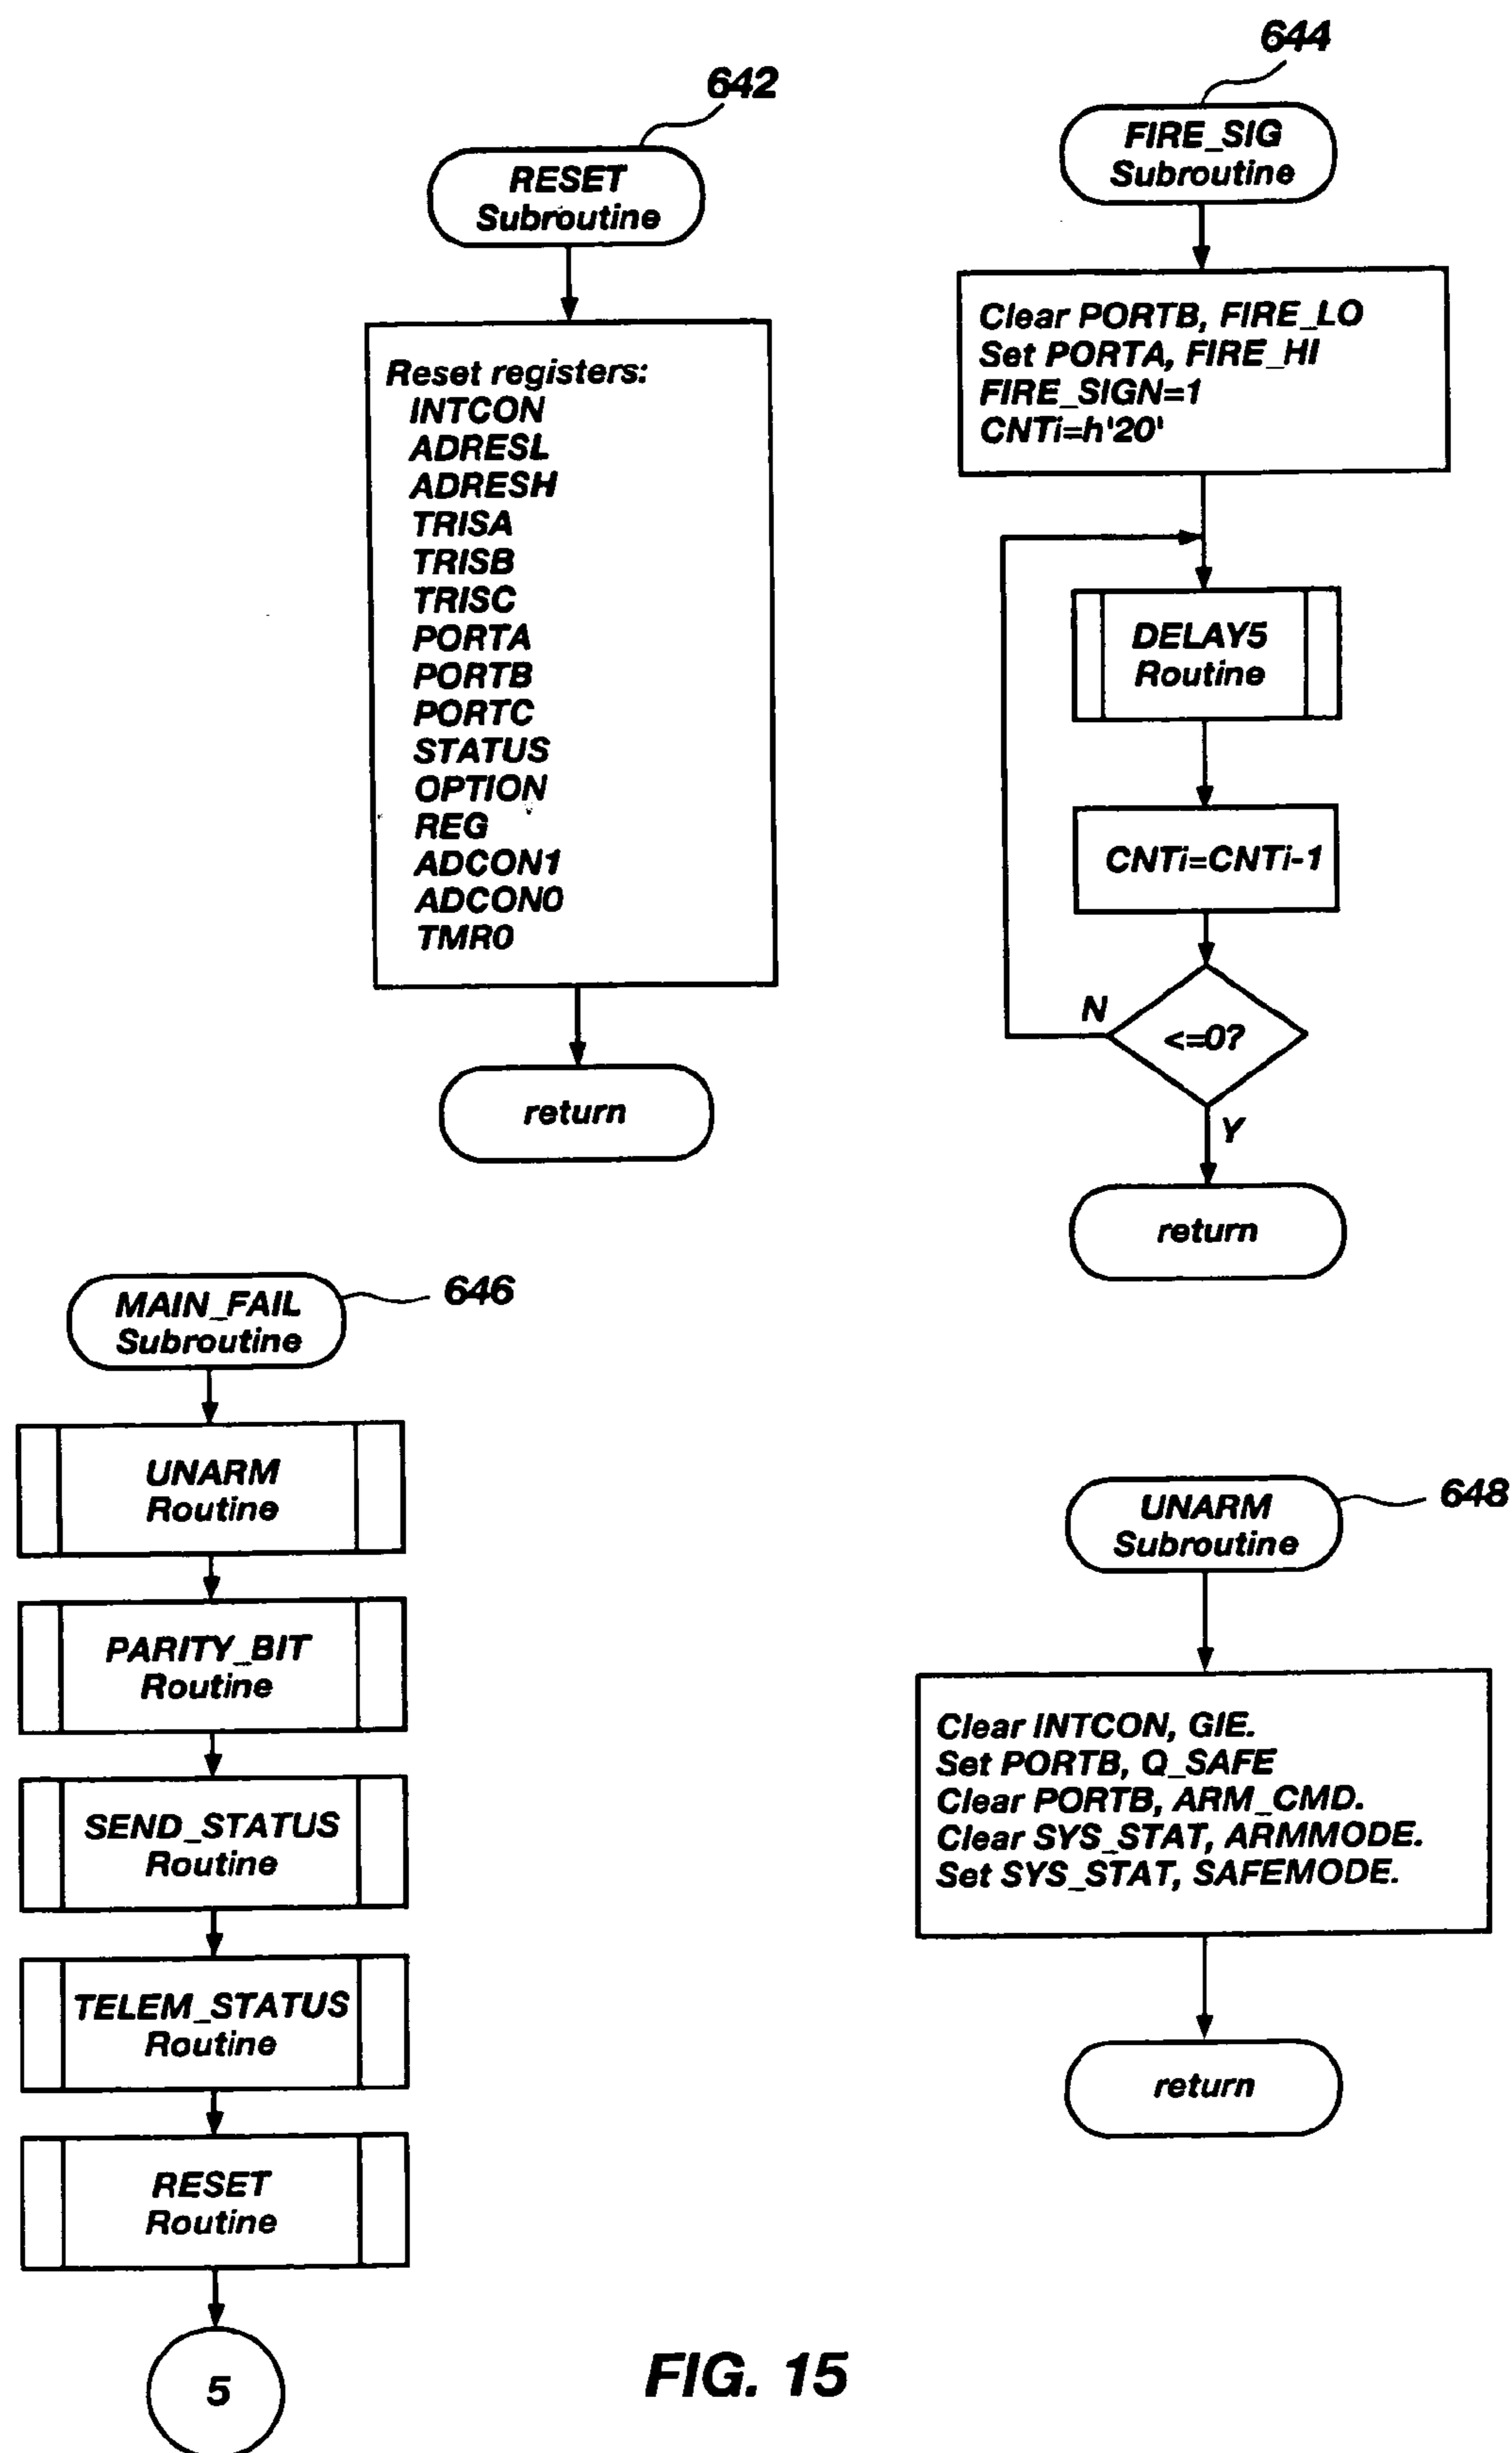 642
RESET
Subroutine
Reset registers:
INTCON
ADRESL
ADRESH
TRISA
TRISB
TRISC
PORTA
PORTB
PORTC
STATUS
OPTION
REG
ADCON1
ADCON0
TMR0
return
644
FIRE_SIG
Subroutine
Clear PORTB, FIRE_LO
Set PORTA, FIRE_HI
FIRE_SIGN=1
CNTi=h'20'
DELAY5
Routine
CNTi=CNTi-1
<=0?
N
Y
return
MAIN_FAIL
Subroutine
646
UNARM
Routine
PARITY_BIT
Routine
SEND_STATUS
Routine
TELEM_STATUS
Routine
RESET
Routine
5
UNARM
Subroutine
648
Clear INTCON, GIE.
Set PORTB, Q_SAFE
Clear PORTB, ARM_CMD.
Clear SYS_STAT, ARMMODE.
Set SYS_STAT, SAFEMODE.
return
FIG. 15